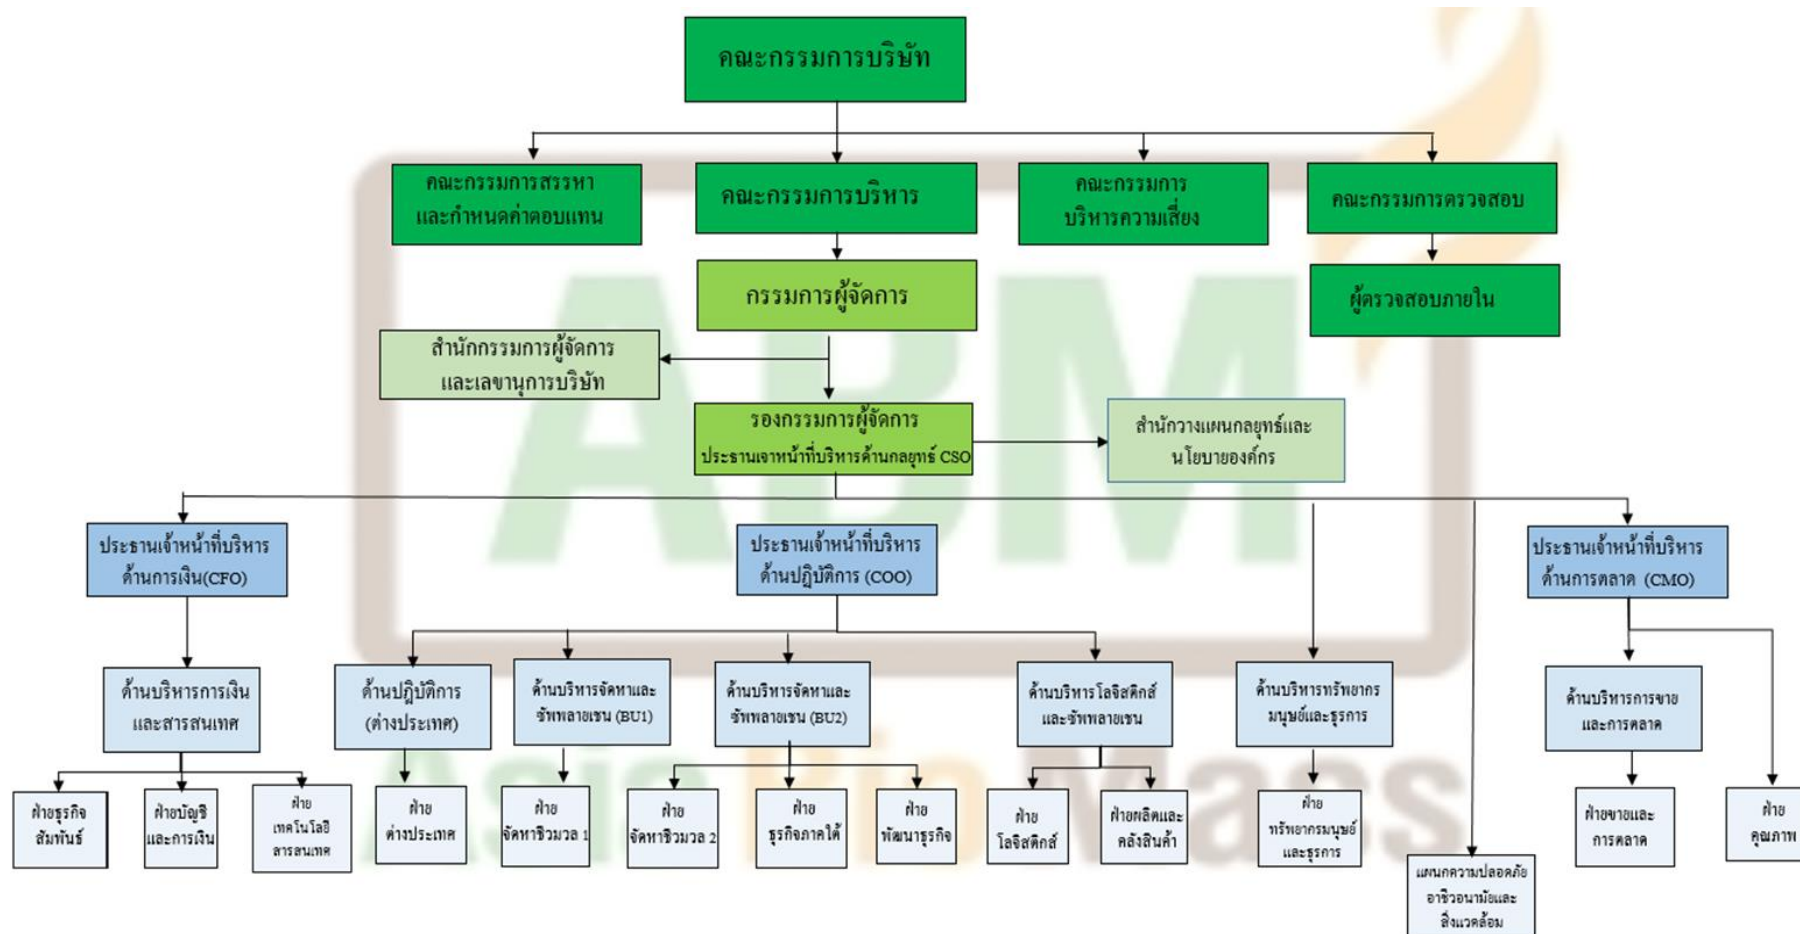 คณะกรรมการบริษัท
คณะกรรมการสรรหา
และกำหนดค่าตอบแทน
คณะกรรมการบริหาร
คณะกรรมการ
บริหารความเสี่ยง
คณะกรรมการตรวจสอบ
กรรมการผู้จัดการ
ผู้ตรวจสอบภายใน
สำนักกรรมการผู้จัดการ
และเลขานุการบริษัท
รองกรรมการผู้จัดการ
ประธานเจาหน้าที่บริหารด้านกลยุทธ์ CSO
สำนักวางแผนกลยุทธ์และ
นโยบายองค์กร
ประธานเจ้าหน้าที่บริหาร
ด้านการเงิน(CFO)
ประธานเจ้าหน้าที่บริหาร
ด้านปฏิบัติการ (COO)
ประธานเจ้าหน้าที่บริหาร
ด้านการตลาด (CMO)
ด้านบริหารการเงิน
และสารสนเทศ
ด้านปฏิบัติการ
(ต่างประเทศ)
ด้านบริหารจัดหาและ
ซัพพลายเชน (BU1)
ด้านบริหารจัดหาและ
ซัพพลายเชน (BU2)
ด้านบริหารโลจิสติกส์
และซัพพลายเชน
ด้านบริหารทรัพยากร
มนุษย์และธุรการ
ด้านบริหารการขาย
และการตลาด
ฝ่ายธุรกิจ
สัมพันธ์
ฝ่ายบัญชี
และการเงิน
ฝ่าย
เทคโนโลยี
สารสนเทศ
ฝ่าย
ต่างประเทศ
ฝ่าย
จัดหาชีวมวล 1
ฝ่าย
จัดหาชีวมวล 2
ฝ่าย
ธุรกิจภาคใต้
ฝ่าย
พัฒนาธุรกิจ
ฝ่าย
โลจิสติกส์
ฝ่ายผลิตและ
คลังสินค้า
ฝ่าย
ทรัพยากรมนุษย์
และธุรการ
แผนกความปลอดภัย
อาชีวอนามัยและ
สิ่งแวดล้อม
ฝ่ายขายและ
การตลาด
ฝ่าย
คุณภาพ
ABM
Asia Bio Mass